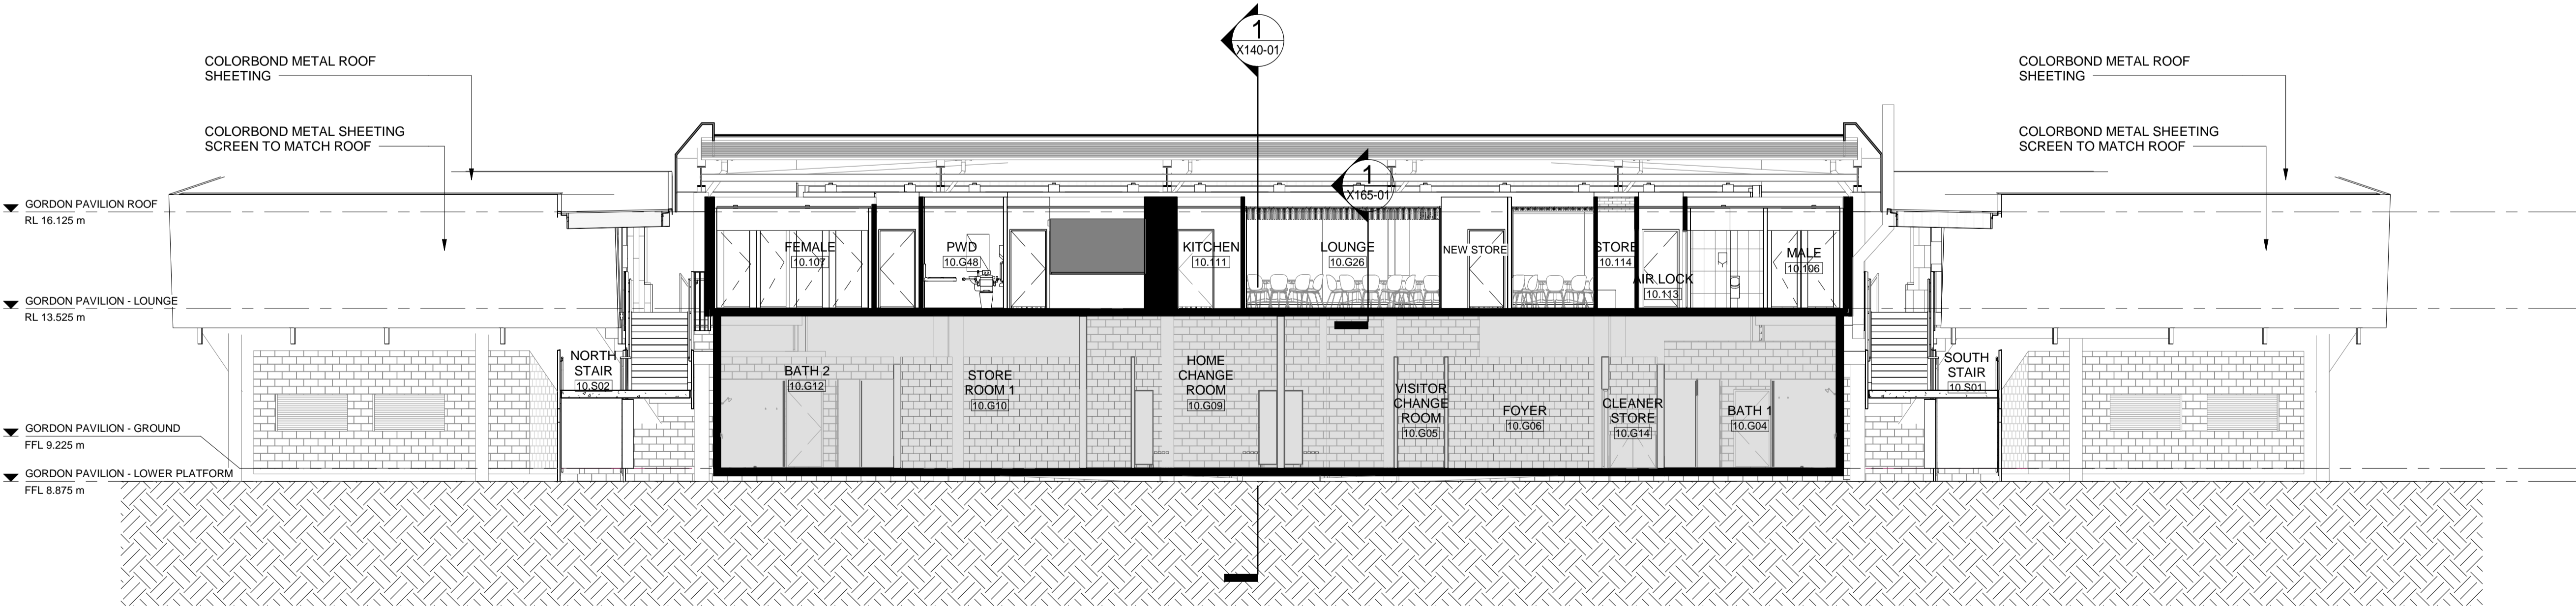 1
X140-01
COLORBOND METAL ROOF
SHEETING
COLORBOND METAL SHEETING
SCREEN TO MATCH ROOF
COLORBOND METAL ROOF
SHEETING
COLORBOND METAL SHEETING
SCREEN TO MATCH ROOF
1
X165-01
GORDON PAVILION ROOF
RL 16.125 m
GORDON PAVILION - LOUNGE
RL 13.525 m
GORDON PAVILION - GROUND
FFL 9.225 m
GORDON PAVILION - LOWER PLATFORM
FFL 8.875 m
FEMALE
10.107
PWD
10.G48
KITCHEN
10.111
LOUNGE
10.G26
NEW STORE
STORE
10.114
AIR LOCK
10.113
MALE
10.106
NORTH
STAIR
10.S02
BATH 2
10.G12
STORE
ROOM 1
10.G10
HOME
CHANGE
ROOM
10.G09
VISITOR
CHANGE
ROOM
10.G05
FOYER
10.G06
CLEANER
STORE
10.G14
BATH 1
10.G04
SOUTH
STAIR
10.S01